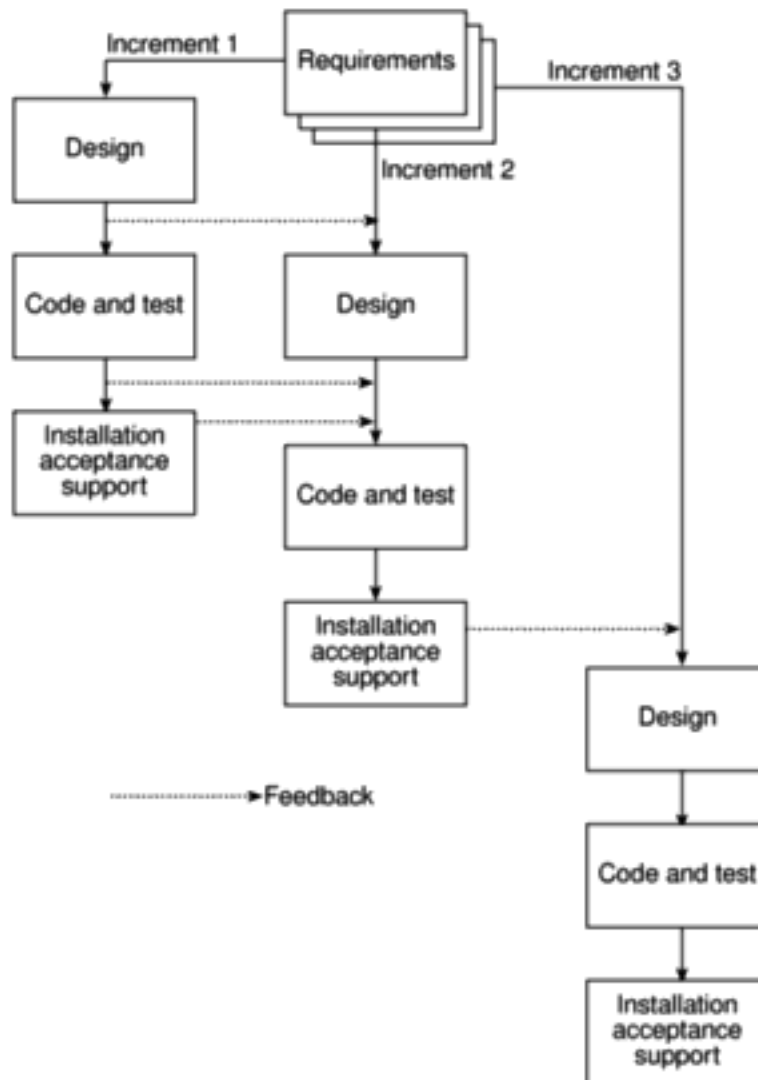 Increment 1
Requirements
Increment 3
Design
Increment 2
Code and test
Design
Installation
acceptance
support
Code and test
Installation
acceptance
support
Design
Feedback
Code and test
Installation
acceptance
support